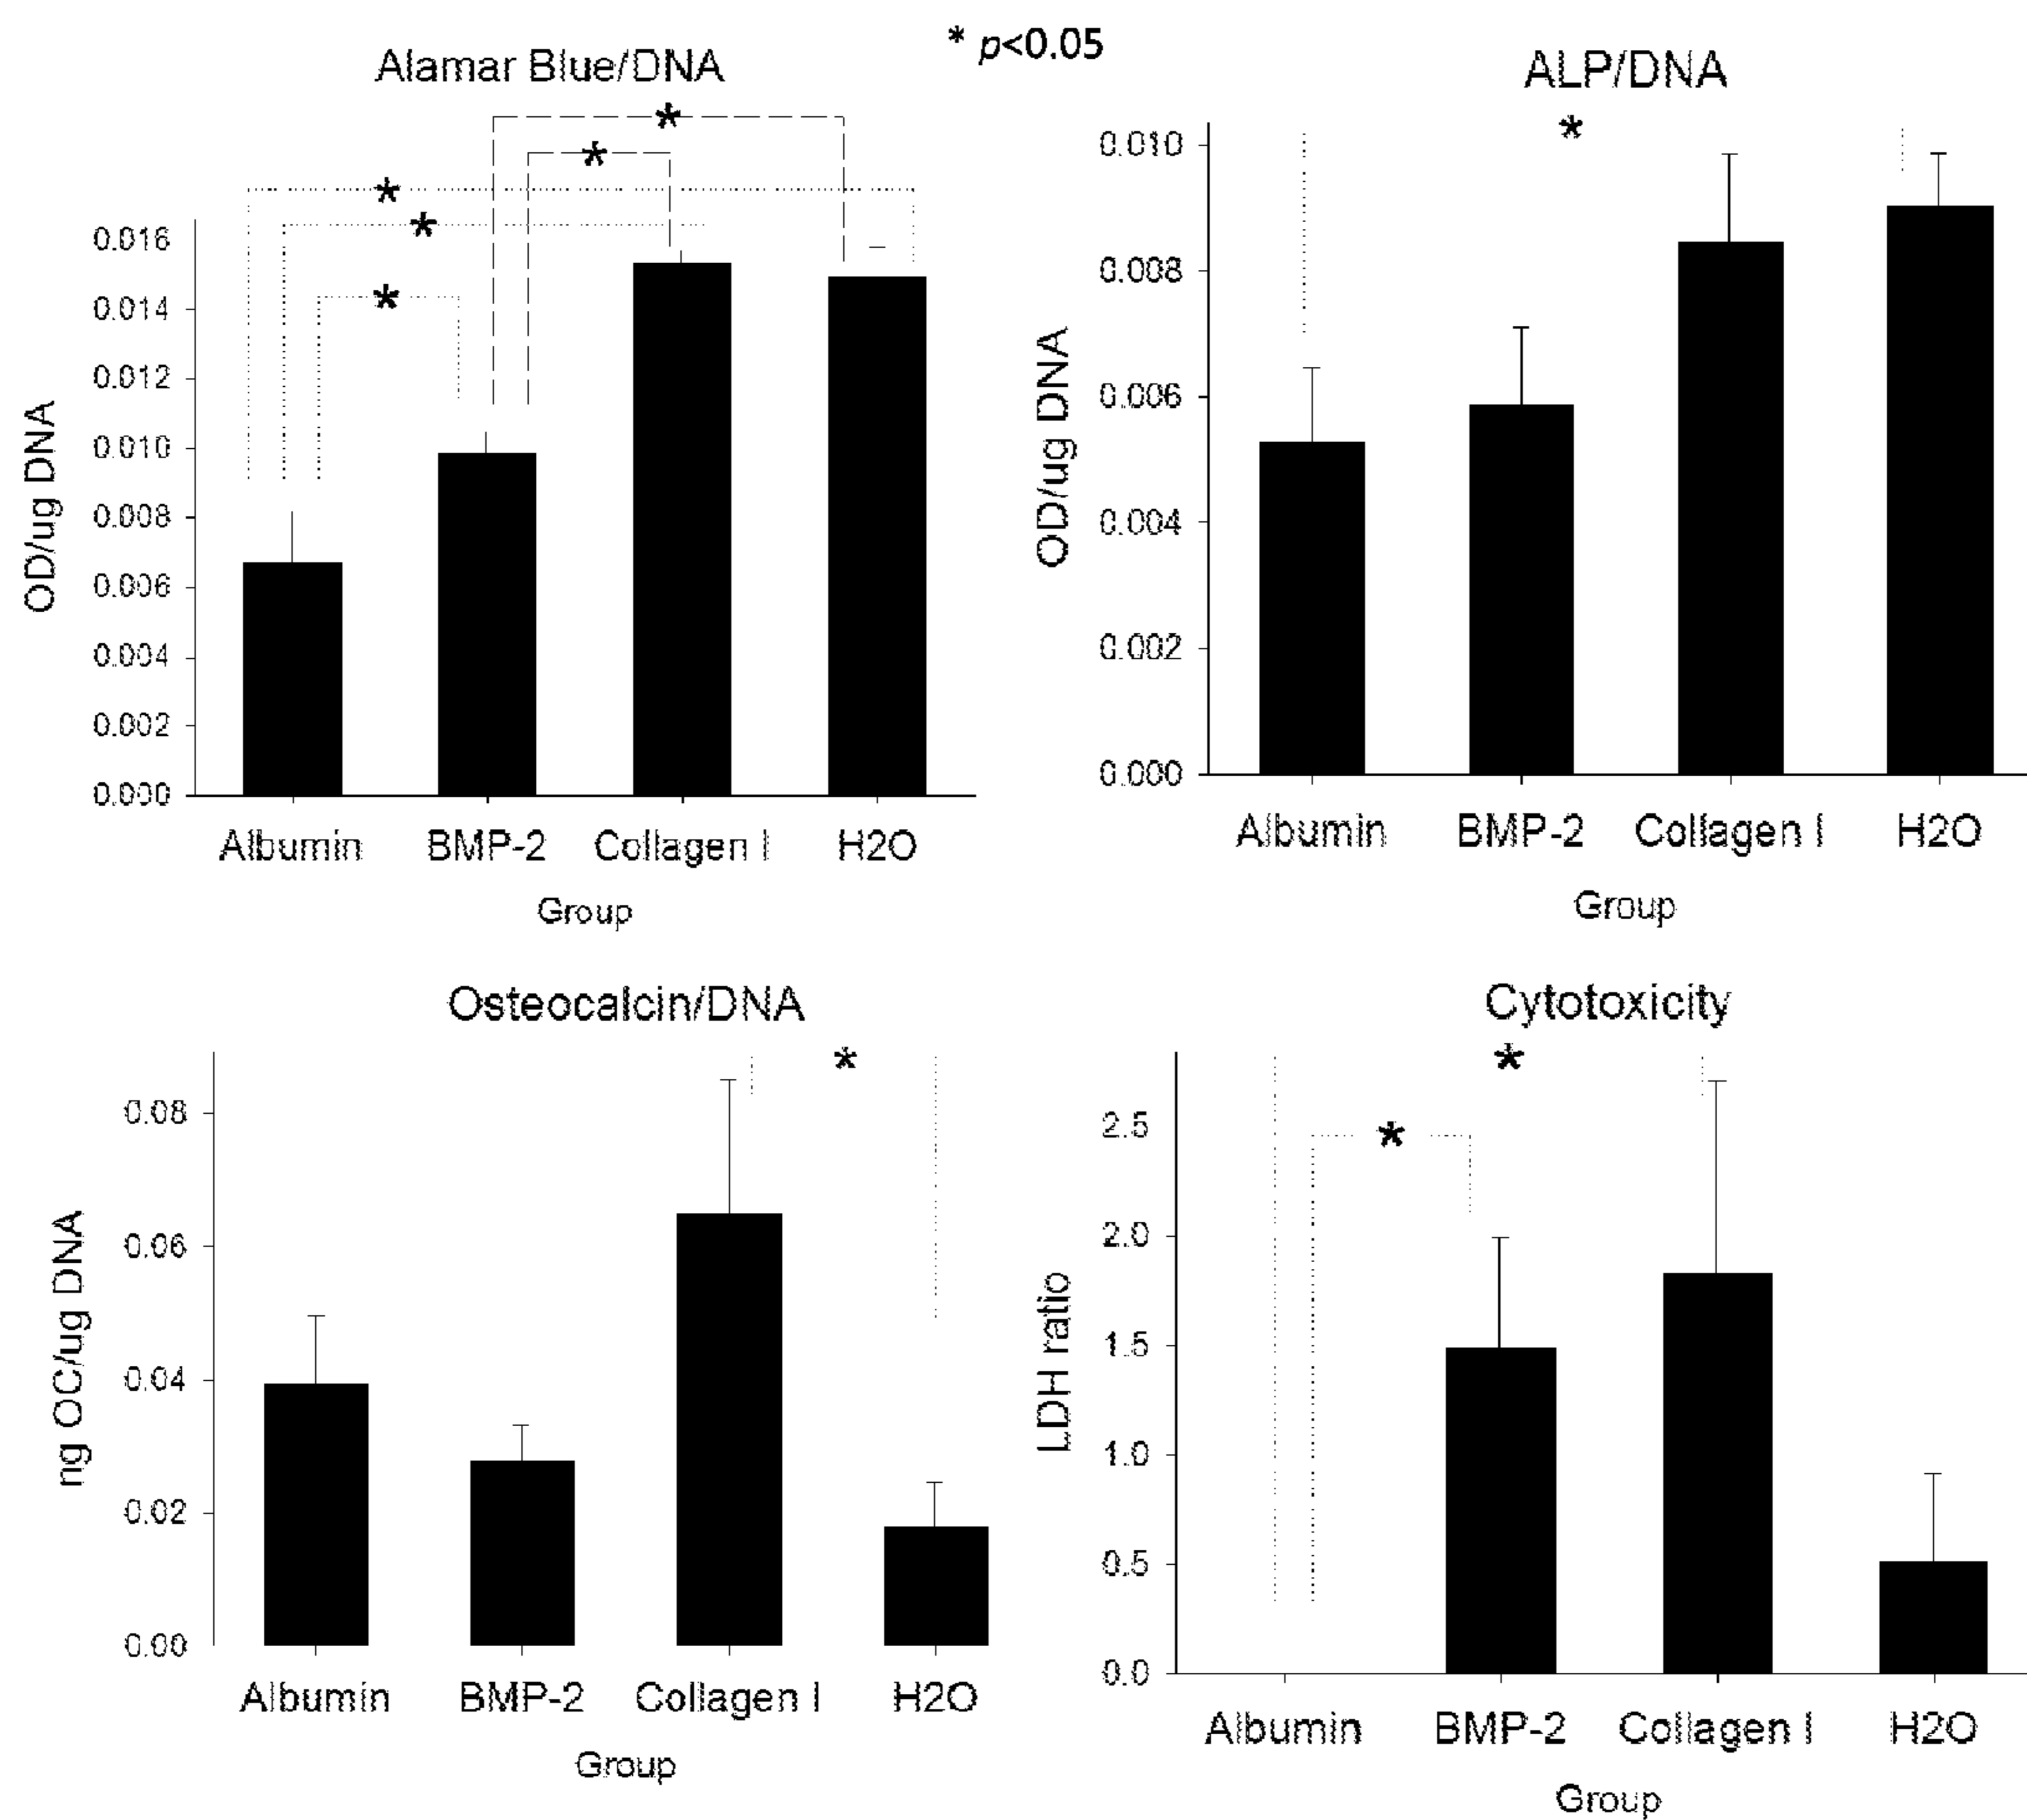 * p<0.05
Alamar Blue/DNA
*
*
*
*
*
0.016
0.014
0.012
0.010
0.008
0.006
0.004
0.002
0.000
OD/ug DNA
Albumin BMP-2 Collagen I H2O
Group
ALP/DNA
*
0.010
0.008
0.006
0.004
0.002
0.000
OD/ug DNA
Albumin BMP-2 Collagen I H2O
Group
Osteocalcin/DNA
*
0.08
0.06
0.04
0.02
0.00
ng OC/ug DNA
Albumin BMP-2 Collagen I H2O
Group
Cytotoxicity
*
*
2.5
2.0
1.5
1.0
0.5
0.0
LDH ratio
Albumin BMP-2 Collagen I H2O
Group